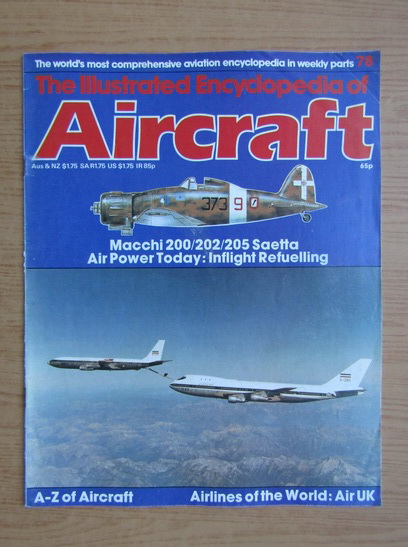 The world's most comprehensive aviation encyclopedia in weekly parts 78
The Illustrated Encyclopedia of
Aircraft
Aus & NZ $1.75 SA R1.75 US $1.75 IR 85p
65p
373 9
Macchi 200/202/205 Saetta
Air Power Today: Inflight Refuelling
A-Z of Aircraft
Airlines of the World: Air UK